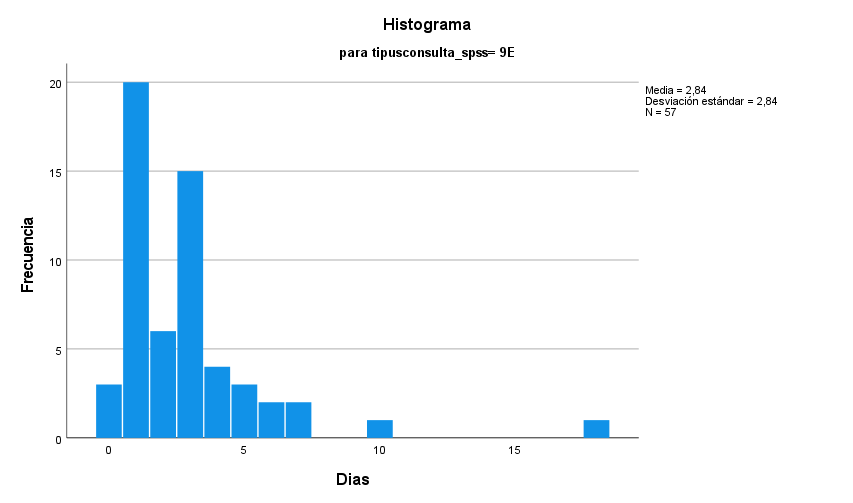 Histograma
para tipusconsulta_spss= 9E
Media = 2,84
Desviación estándar = 2,84
N = 57
Frecuencia
20
15
10
5
0
0 5 10 15
Dias